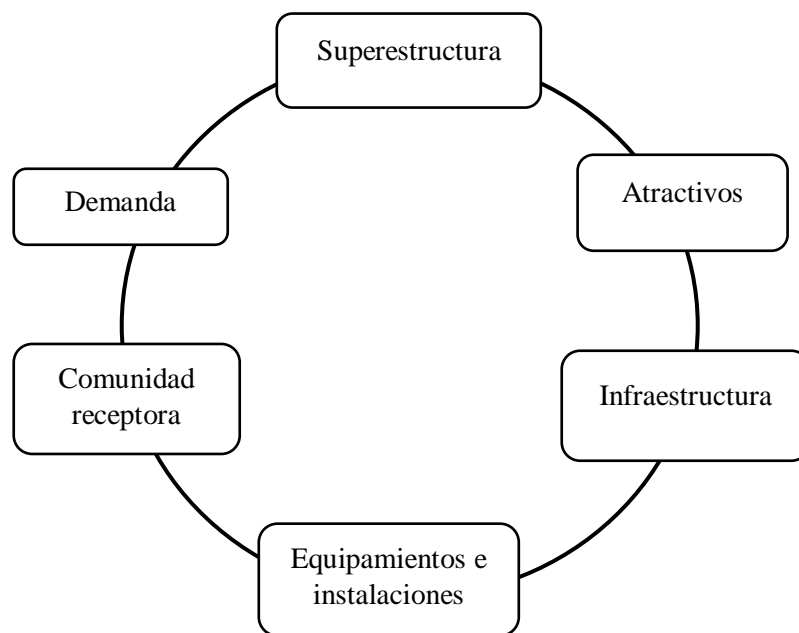 Superestructura
Demanda
Atractivos
Comunidad
receptora
Infraestructura
Equipamientos e
instalaciones